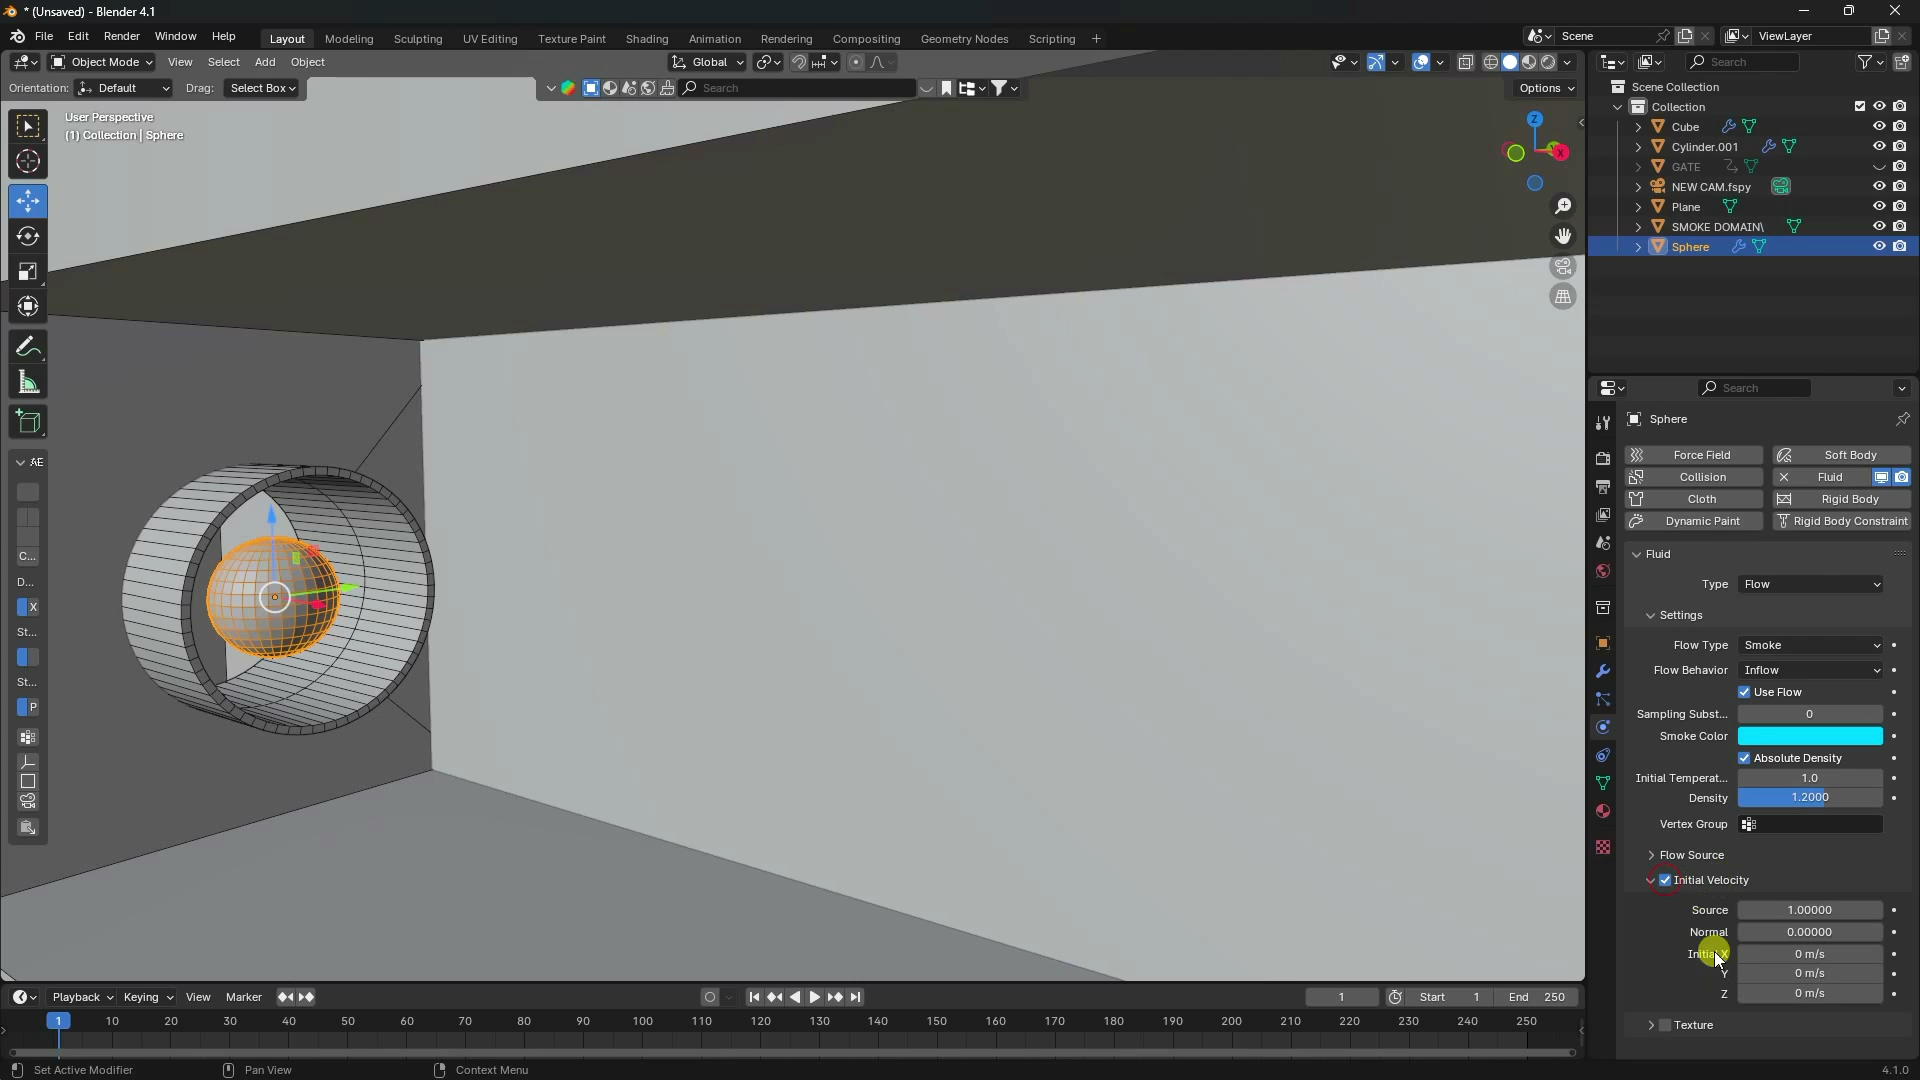 * (Unsaved) - Blender 4.1
File Edit Render Window Help
Layout Modeling Sculpting UV Editing Texture Paint Shading Animation Rendering Compositing Geometry Nodes Scripting +
Scene
ViewLayer
Object Mode View Select Add Object
Global
Search
Orientation: Default Drag: Select Box
Search
Options
User Perspective
(1) Collection | Sphere
Z
X
Scene Collection
Collection
Cube
Cylinder.001
GATE
NEW CAM.fspy
Plane
SMOKE DOMAIN\
Sphere
AE
C...
D...
X
St...
St...
P
Search
Sphere
Force Field Soft Body
Collision Fluid
Cloth Rigid Body
Dynamic Paint Rigid Body Constraint
Fluid
Type Flow
Settings
Flow Type Smoke
Flow Behavior Inflow
Use Flow
Sampling Subst... 0
Smoke Color
Absolute Density
Initial Temperat... 1.0
Density 1.2000
Vertex Group
Flow Source
Initial Velocity
Source 1.00000
Normal 0.00000
Initial X 0 m/s
Y 0 m/s
Z 0 m/s
Texture
Playback Keying View Marker
1 Start 1 End 250
1 10 20 30 40 50 60 70 80 90 100 110 120 130 140 150 160 170 180 190 200 210 220 230 240 250
Set Active Modifier Pan View Context Menu
4.1.0